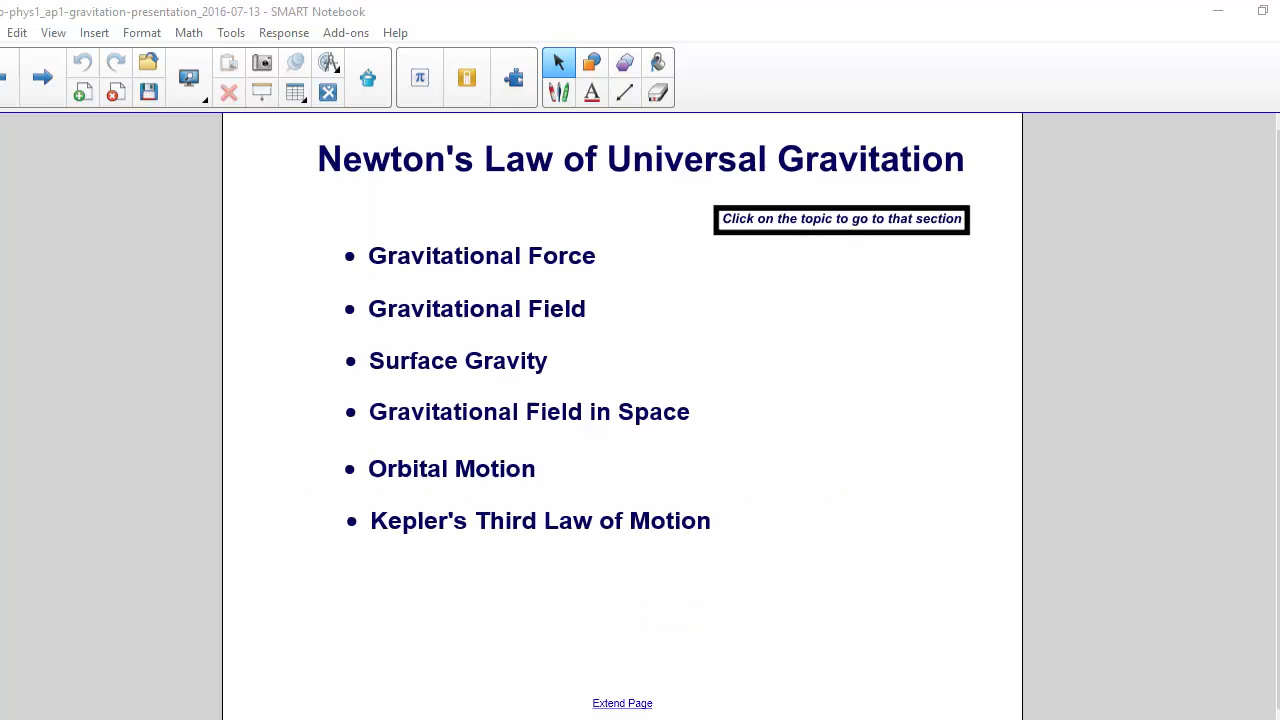 o-phys1_ap1-gravitation-presentation_2016-07-13 - SMART Notebook
Edit View Insert Format Math Tools Response Add-ons Help
π
A
Newton's Law of Universal Gravitation
Click on the topic to go to that section
• Gravitational Force
• Gravitational Field
• Surface Gravity
• Gravitational Field in Space
• Orbital Motion
• Kepler's Third Law of Motion
Extend Page